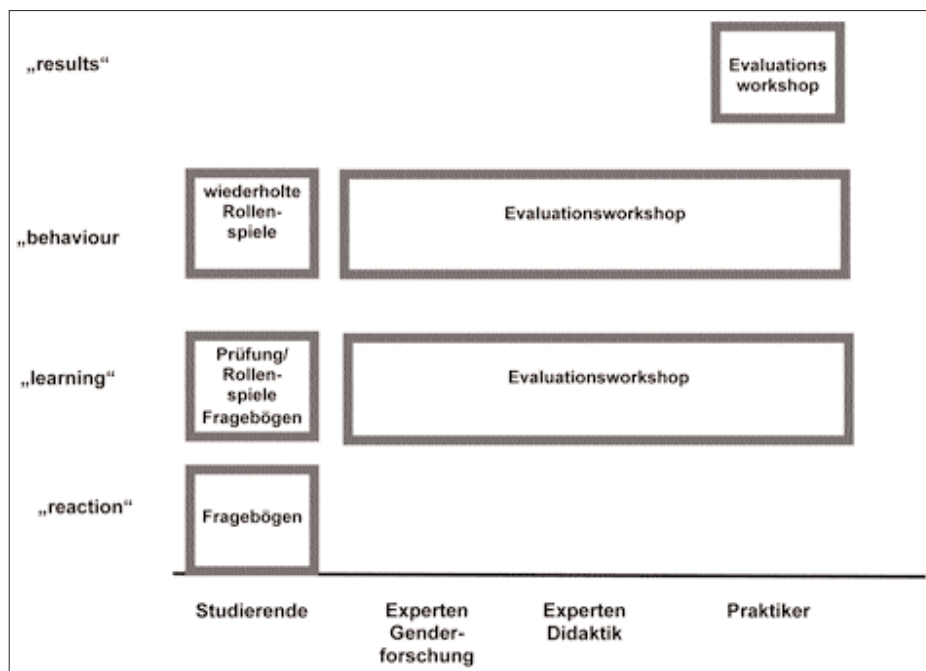 „results“
Evaluations
workshop
„behaviour
wiederholte
Rollen-
spiele
Evaluationsworkshop
„learning“
Prüfung/
Rollen-
spiele
Fragebögen
Evaluationsworkshop
„reaction“
Fragebögen
Studierende
Experten
Gender-
forschung
Experten
Didaktik
Praktiker